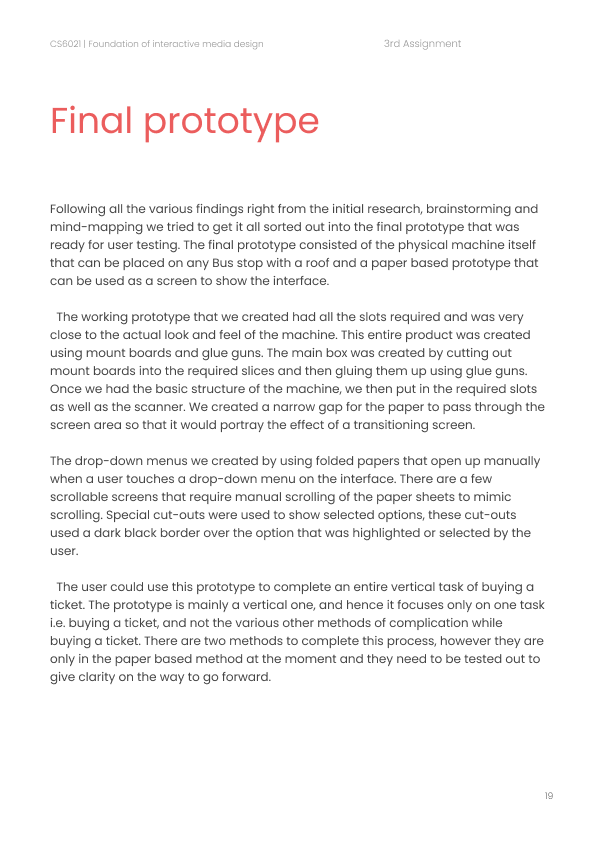 CS6021 | Foundation of interactive media design
3rd Assignment
Final prototype
Following all the various findings right from the initial research, brainstorming and
mind-mapping we tried to get it all sorted out into the final prototype that was
ready for user testing. The final prototype consisted of the physical machine itself
that can be placed on any Bus stop with a roof and a paper based prototype that
can be used as a screen to show the interface.
The working prototype that we created had all the slots required and was very
close to the actual look and feel of the machine. This entire product was created
using mount boards and glue guns. The main box was created by cutting out
mount boards into the required slices and then gluing them up using glue guns.
Once we had the basic structure of the machine, we then put in the required slots
as well as the scanner. We created a narrow gap for the paper to pass through the
screen area so that it would portray the effect of a transitioning screen.
The drop-down menus we created by using folded papers that open up manually
when a user touches a drop-down menu on the interface. There are a few
scrollable screens that require manual scrolling of the paper sheets to mimic
scrolling. Special cut-outs were used to show selected options, these cut-outs
used a dark black border over the option that was highlighted or selected by the
user.
The user could use this prototype to complete an entire vertical task of buying a
ticket. The prototype is mainly a vertical one, and hence it focuses only on one task
i.e. buying a ticket, and not the various other methods of complication while
buying a ticket. There are two methods to complete this process, however they are
only in the paper based method at the moment and they need to be tested out to
give clarity on the way to go forward.
19